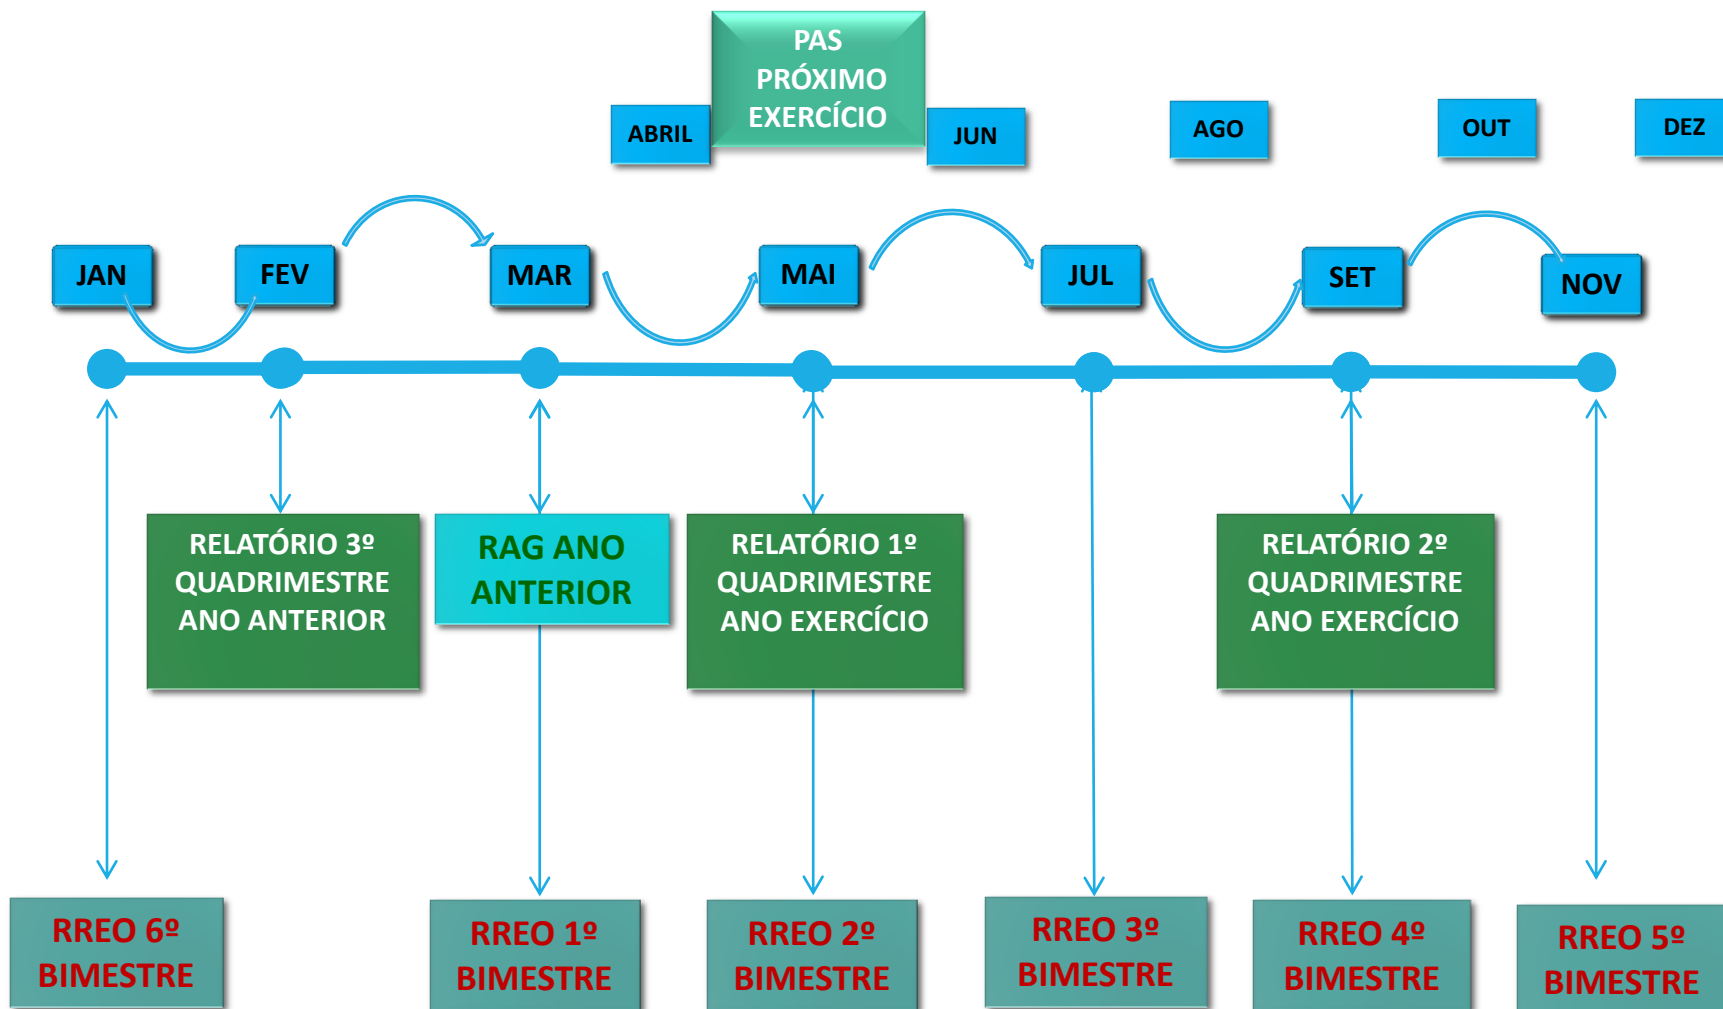 PAS
PRÓXIMO
EXERCÍCIO
ABRIL
JUN
AGO
OUT
DEZ
JAN
FEV
MAR
MAI
JUL
SET
NOV
RELATÓRIO 3º
QUADRIMESTRE
ANO ANTERIOR
RAG ANO
ANTERIOR
RELATÓRIO 1º
QUADRIMESTRE
ANO EXERCÍCIO
RELATÓRIO 2º
QUADRIMESTRE
ANO EXERCÍCIO
RREO 6º
BIMESTRE
RREO 1º
BIMESTRE
RREO 2º
BIMESTRE
RREO 3º
BIMESTRE
RREO 4º
BIMESTRE
RREO 5º
BIMESTRE